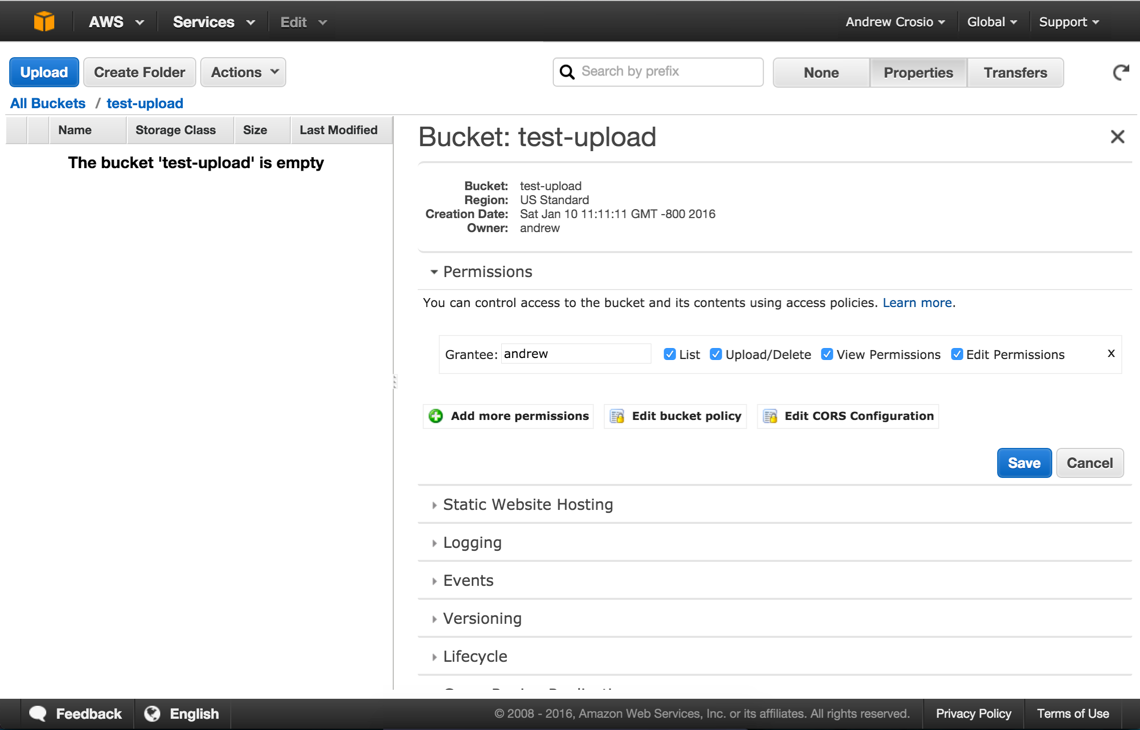 AWS Services Edit Andrew Crosio Global Support
Upload Create Folder Actions Search by prefix None Properties Transfers
All Buckets / test-upload
Name Storage Class Size Last Modified
The bucket 'test-upload' is empty
Bucket: test-upload
Bucket: test-upload
Region: US Standard
Creation Date: Sat Jan 10 11:11:11 GMT -800 2016
Owner: andrew
Permissions
You can control access to the bucket and its contents using access policies. Learn more.
Grantee: andrew List Upload/Delete View Permissions Edit Permissions x
Add more permissions Edit bucket policy Edit CORS Configuration
Save Cancel
Static Website Hosting
Logging
Events
Versioning
Lifecycle
Feedback English © 2008 - 2016, Amazon Web Services, Inc. or its affiliates. All rights reserved. Privacy Policy Terms of Use